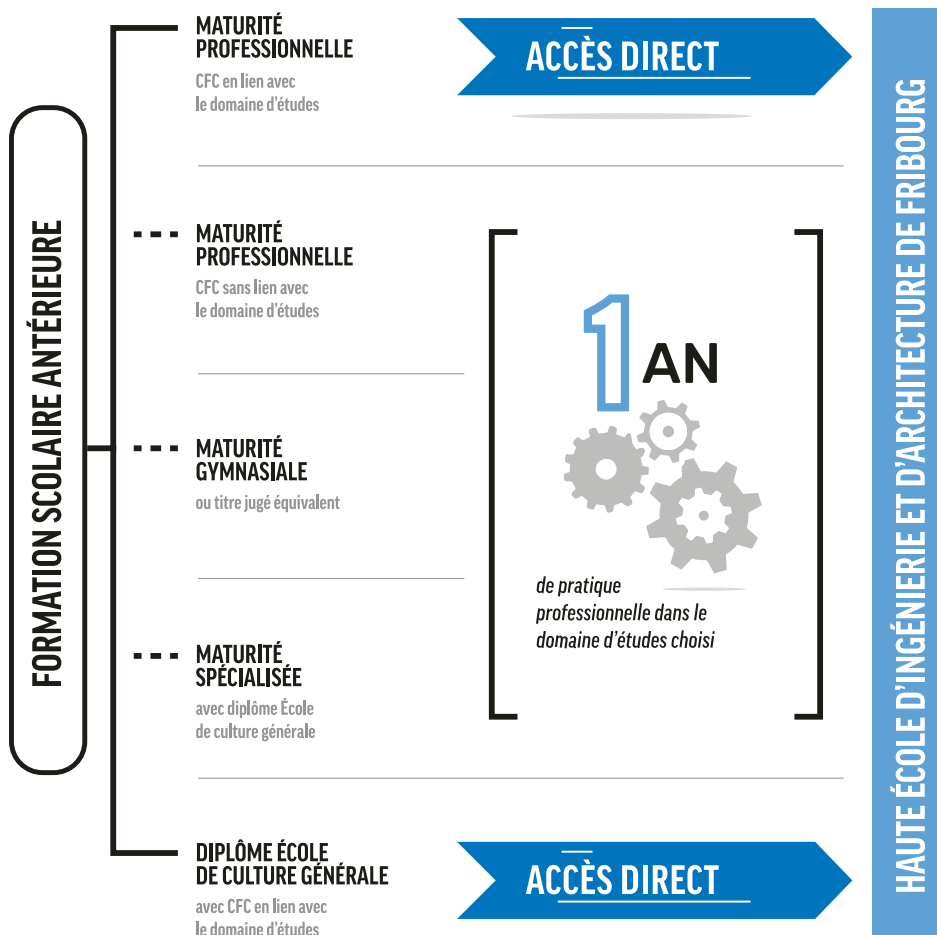 FORMATION SCOLAIRE ANTÉRIEURE
MATURITÉ
PROFESSIONNELLE
CFC en lien avec
le domaine d'études
ACCÈS DIRECT
MATURITÉ
PROFESSIONNELLE
CFC sans lien avec
le domaine d'études
MATURITÉ
GYMNASIALE
ou titre jugé équivalent
MATURITÉ
SPÉCIALISÉE
avec diplôme École
de culture générale
1 AN
de pratique
professionnelle dans le
domaine d'études choisi
DIPLÔME ÉCOLE
DE CULTURE GÉNÉRALE
avec CFC en lien avec
le domaine d'études
ACCÈS DIRECT
HAUTE ÉCOLE D'INGÉNIERIE ET D'ARCHITECTURE DE FRIBOURG